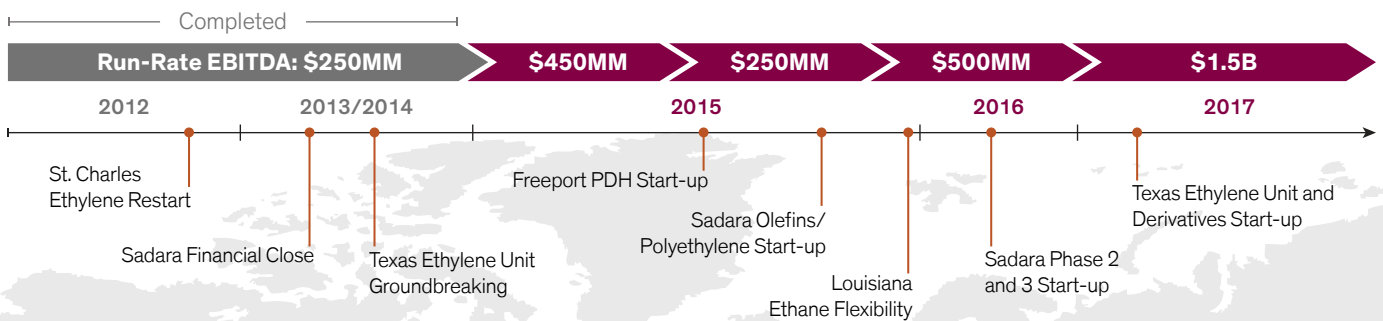 Completed
Run-Rate EBITDA: $250MM
$450MM
$250MM
$500MM
$1.5B
2012
2013/2014
2015
2016
2017
St. Charles
Ethylene Restart
Sadara Financial Close
Texas Ethylene Unit
Groundbreaking
Freeport PDH Start-up
Sadara Olefins/
Polyethylene Start-up
Louisiana
Ethane Flexibility
Sadara Phase 2
and 3 Start-up
Texas Ethylene Unit and
Derivatives Start-up